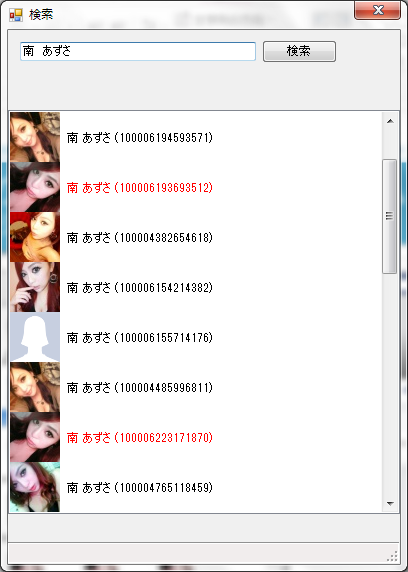 検索
南 あずさ
検索
南 あずさ (100006194593571)
南 あずさ (100006193693512)
南 あずさ (100004382654618)
南 あずさ (100006154214382)
南 あずさ (100006155714176)
南 あずさ (100004485996811)
南 あずさ (100006223171870)
南 あずさ (100004765118459)